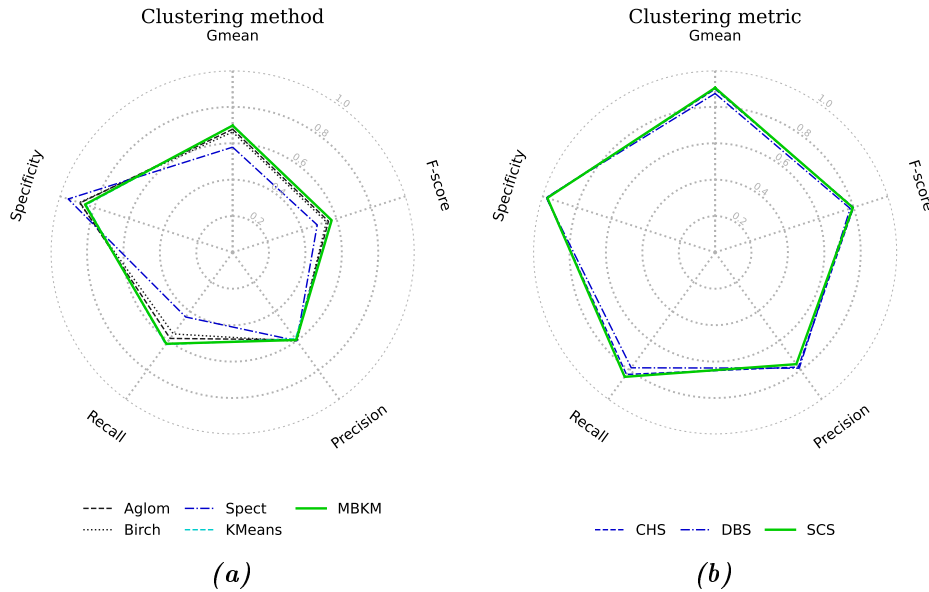 Clustering method
Gmean
1.0
0.8
0.6
0.2
Specificity
F-score
Recall
Precision
Aglom
Spect
MBKM
Birch
KMeans
(a)
Clustering metric
Gmean
1.0
0.8
0.6
0.4
0.2
Specificity
F-score
Recall
Precision
CHS
DBS
SCS
(b)